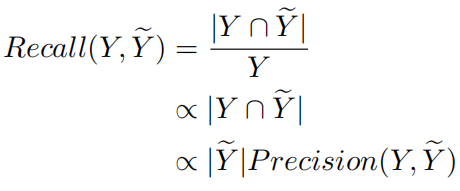 Recall(Y, Ỹ) = |Y ∩ Ỹ| / Y
∝ |Y ∩ Ỹ|
∝ |Ỹ|Precision(Y, Ỹ)